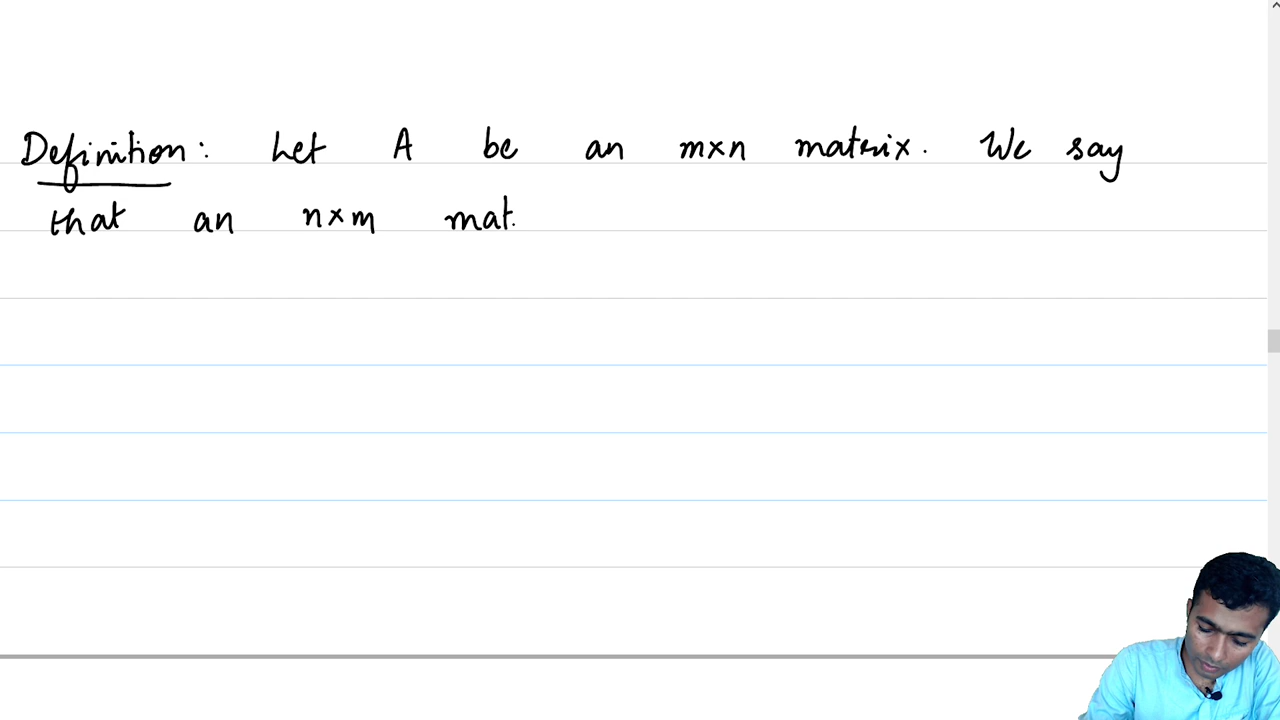 Definition: Let A be an m×n matrix. We say
that an n×m mat.